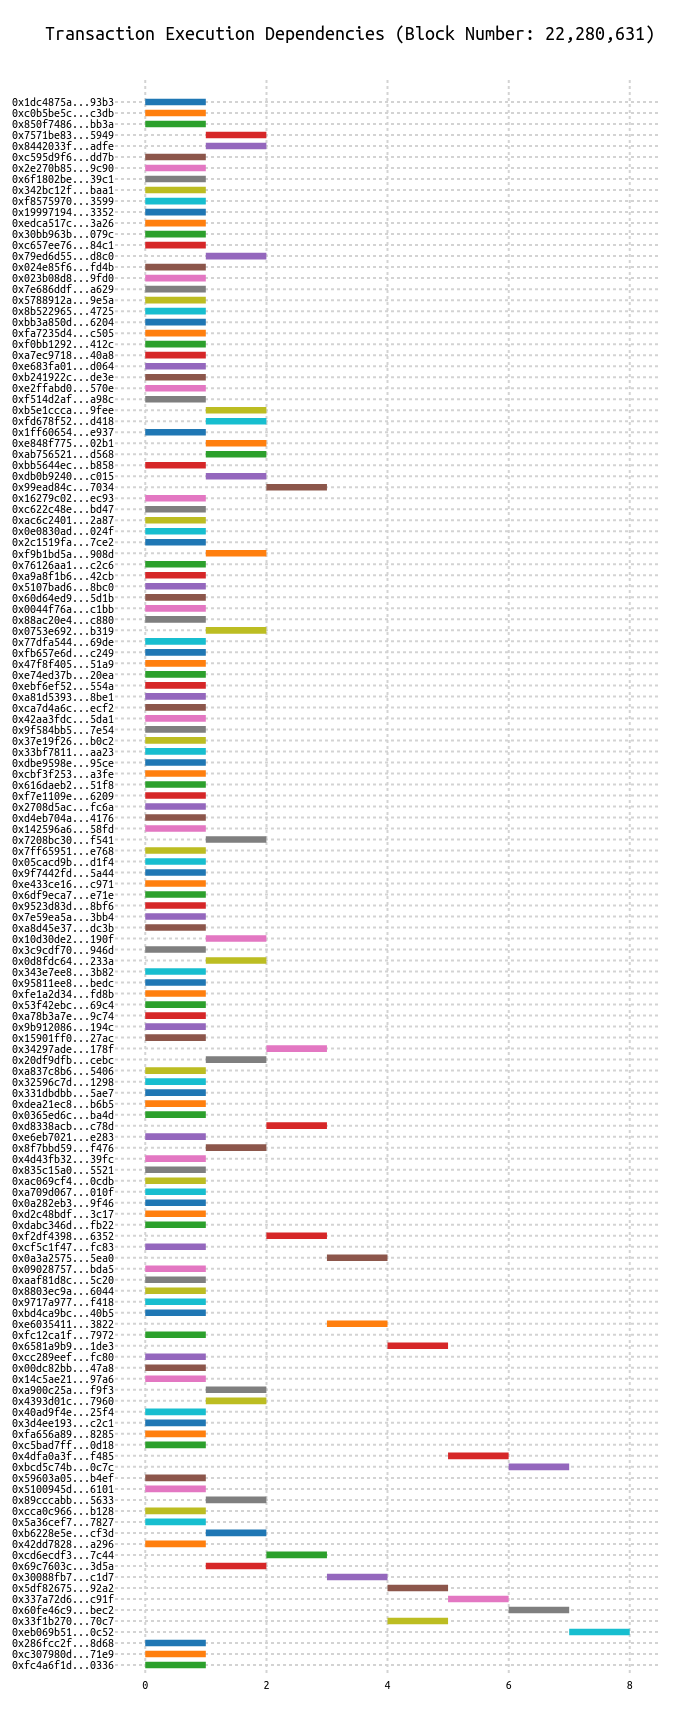 Transaction Execution Dependencies (Block Number: 22,280,631)
0x1dc4875a...93b3
0xc0b5be5c...c3db
0x850f7486...bb3a
0x7571be83...5949
0x8442033f...adfe
0xc595d9f6...dd7b
0x2e270b85...9c90
0x6f1802be...39c1
0x342bc12f...baa1
0xf8575970...3599
0x19997194...3352
0xedca517c...3a26
0x30bb963b...079c
0xc657ee76...84c1
0x79ed6d55...d8c0
0x024e85f6...fd4b
0x023b08d8...9fd0
0x7e686ddf...a629
0x5788912a...9e5a
0x8b522965...4725
0xbb3a850d...6204
0xfa7235d4...c505
0xf0bb1292...412c
0xa7ec9718...40a8
0xe683fa01...d064
0xb241922c...de3e
0xe2ffabd0...570e
0xf514d2af...a98c
0xb5e1ccca...9fee
0xfd678f52...d418
0x1ff60654...e937
0xe848f775...02b1
0xab756521...d568
0xbb5644ec...b858
0xdb0b9240...c015
0x99ead84c...7034
0x16279c02...ec93
0xc622c48e...bd47
0xac6c2401...2a87
0x0e0830ad...024f
0x2c1519fa...7ce2
0xf9b1bd5a...908d
0x76126aa1...c2c6
0xa9a8f1b6...42cb
0x5107bad6...8bc0
0x60d64ed9...5d1b
0x0044f76a...c1bb
0x88ac20e4...c880
0x0753e692...b319
0x77dfa544...69de
0xfb657e6d...c249
0x47f8f405...51a9
0xe74ed37b...20ea
0xebf6ef52...554a
0xa81d5393...8be1
0xca7d4a6c...ecf2
0x42aa3fdc...5da1
0x9f584bb5...7e54
0x37e19f26...b0c2
0x33bf7811...aa23
0xdbe9598e...95ce
0xcbf3f253...a3fe
0x616daeb2...51f8
0xf7e1109e...6209
0x2708d5ac...fc6a
0xd4eb704a...4176
0x142596a6...58fd
0x7208bc30...f541
0x7ff65951...e768
0x05cacd9b...d1f4
0x9f7442fd...5a44
0xe433ce16...c971
0x6df9eca7...e71e
0x9523d83d...8bf6
0x7e59ea5a...3bb4
0xa8d45e37...dc3b
0x10d30de2...190f
0x3c9cdf70...946d
0x0d8fdc64...233a
0x343e7ee8...3b82
0x95811ee8...bedc
0xfe1a2d34...fd8b
0x53f42ebc...69c4
0xa78b3a7e...9c74
0x9b912086...194c
0x15901ff0...27ac
0x34297ade...178f
0x20df9dfb...cebc
0xa837c8b6...5406
0x32596c7d...1298
0x331dbdbb...5ae7
0xdea21ec8...b6b5
0x0365ed6c...ba4d
0xd8338acb...c78d
0xe6eb7021...e283
0x8f7bbd59...f476
0x4d43fb32...39fc
0x835c15a0...5521
0xac069cf4...0cdb
0xa709d067...010f
0x0a282eb3...9f46
0xd2c48bdf...3c17
0xdabc346d...fb22
0xf2df4398...6352
0xcf5c1f47...fc83
0x0a3a2575...5ea0
0x09028757...bda5
0xaaf81d8c...5c20
0x8803ec9a...6044
0x9717a977...f418
0xbd4ca9bc...40b5
0xe6035411...3822
0xfc12ca1f...7972
0x6581a9b9...1de3
0xcc289eef...fc80
0x00dc82bb...47a8
0x14c5ae21...97a6
0xa900c25a...f9f3
0x4393d01c...7960
0x40ad9f4e...25f4
0x3d4ee193...c2c1
0xfa656a89...8285
0xc5bad7ff...0d18
0x4dfa0a3f...f485
0xbcd5c74b...0c7c
0x59603a05...b4ef
0x5100945d...6101
0x89cccabb...5633
0xcca0c966...b128
0x5a36cef7...7827
0xb6228e5e...cf3d
0x42dd7828...a296
0xcd6ecdf3...7c44
0x69c7603c...3d5a
0x30088fb7...c1d7
0x5df82675...92a2
0x337a72d6...c91f
0x60fe46c9...bec2
0x33f1b270...70c7
0xeb069b51...0c52
0x286fcc2f...8d68
0xc307980d...71e9
0xfc4a6f1d...0336
0 2 4 6 8